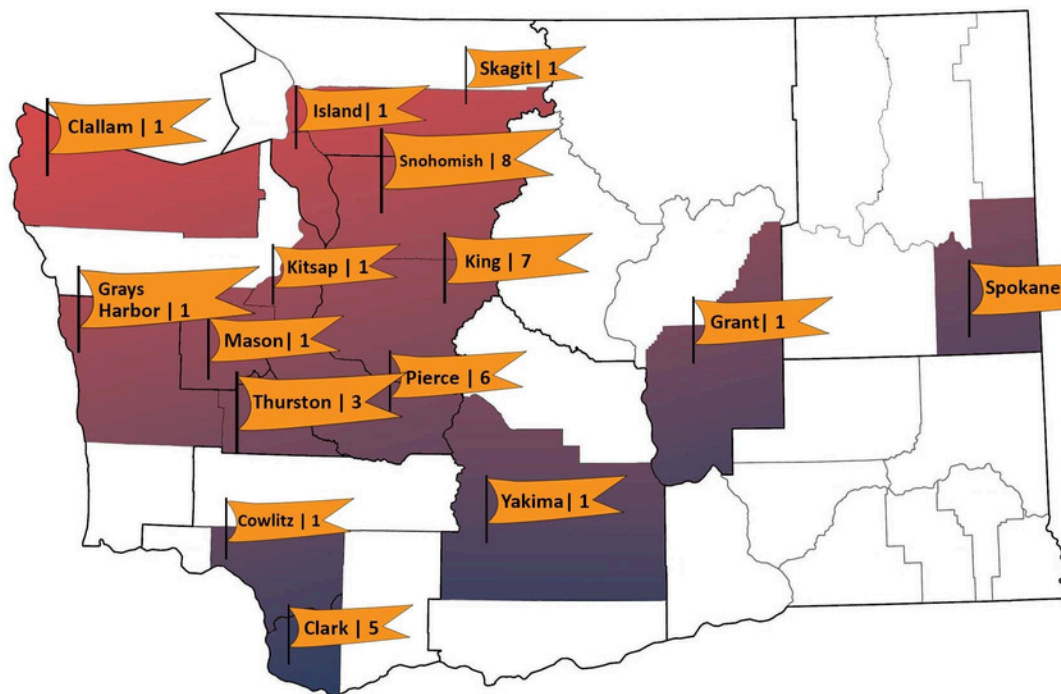 Skagit| 1
Clallam | 1
Island| 1
Snohomish | 8
Kitsap | 1
King | 7
Grays
Harbor | 1
Mason| 1
Grant| 1
Spokane
Pierce | 6
Thurston | 3
Yakima| 1
Cowlitz | 1
Clark | 5